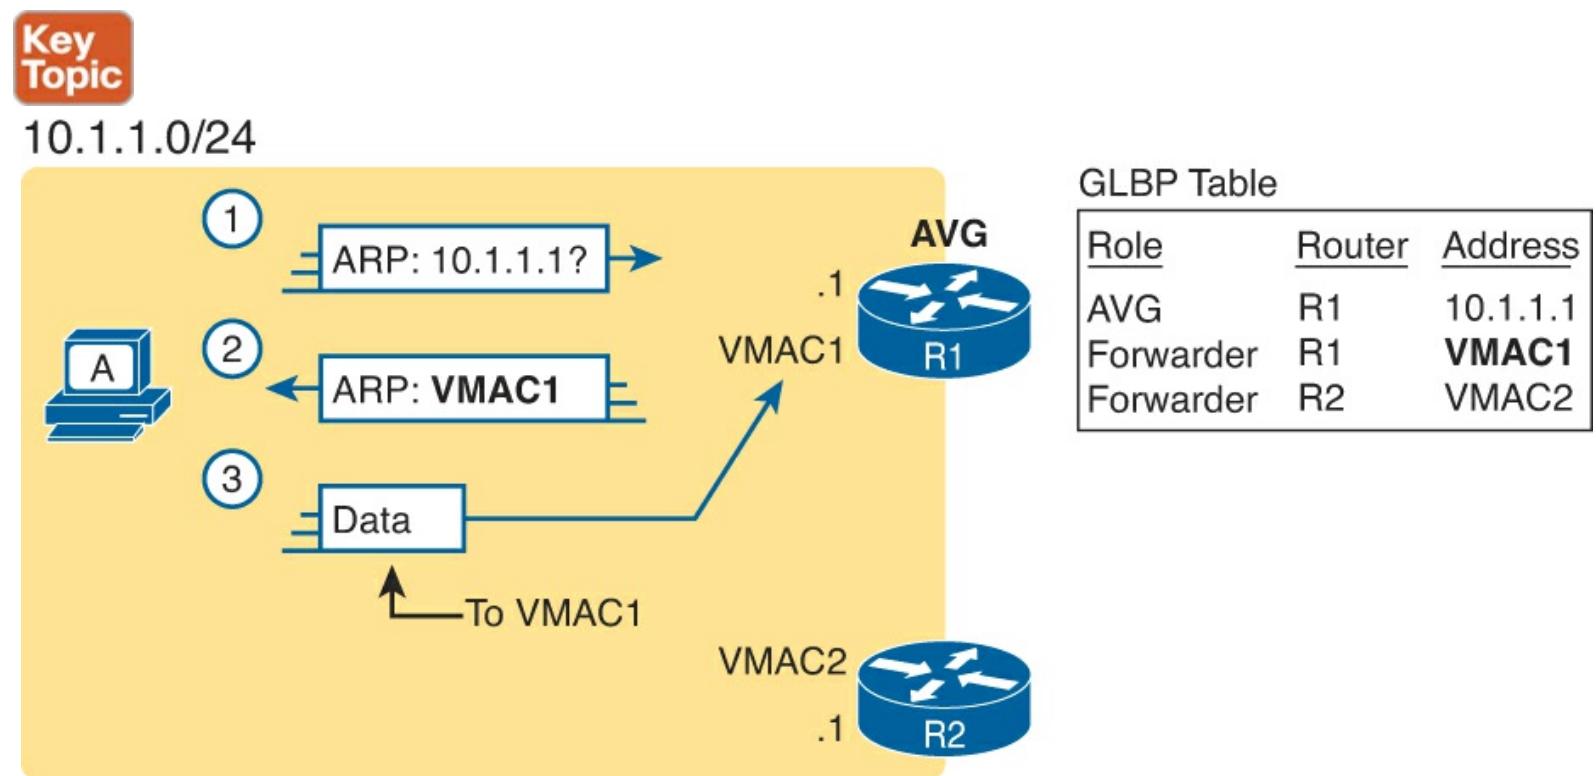 Key
Topic
10.1.1.0/24
1
ARP: 10.1.1.1?
2
ARP: VMAC1
3
Data
To VMAC1
A
AVG
.1
VMAC1
R1
VMAC2
.1
R2
GLBP Table
Role Router Address
AVG R1 10.1.1.1
Forwarder R1 VMAC1
Forwarder R2 VMAC2